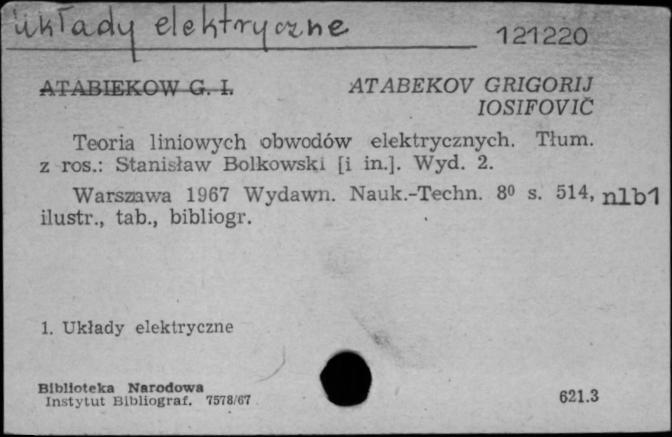 układy elektryczne 121220
ATABIEKOW G. I. ATABEKOV GRIGORIJ
IOSIFOVIČ
Teoria liniowych obwodów elektrycznych. Tłum.
z ros.: Stanisław Bolkowski [i in.]. Wyd. 2.
Warszawa 1967 Wydawn. Nauk.-Techn. 8⁰ s. 514, nlb1
ilustr., tab., bibliogr.
1. Układy elektryczne
Biblioteka Narodowa
Instytut Bibliograf. 7578/67
621.3